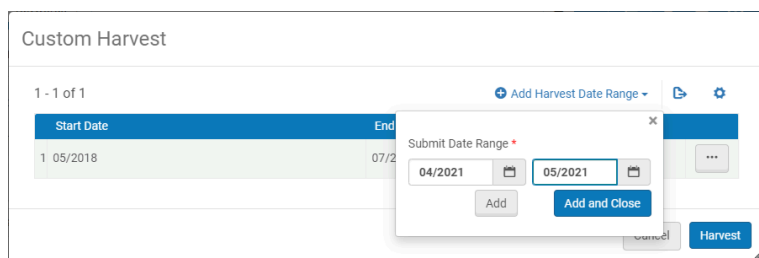 Custom Harvest
1 - 1 of 1
Add Harvest Date Range
Start Date
End
1 05/2018
07/2
Submit Date Range *
04/2021
05/2021
Add
Add and Close
Cancel
Harvest